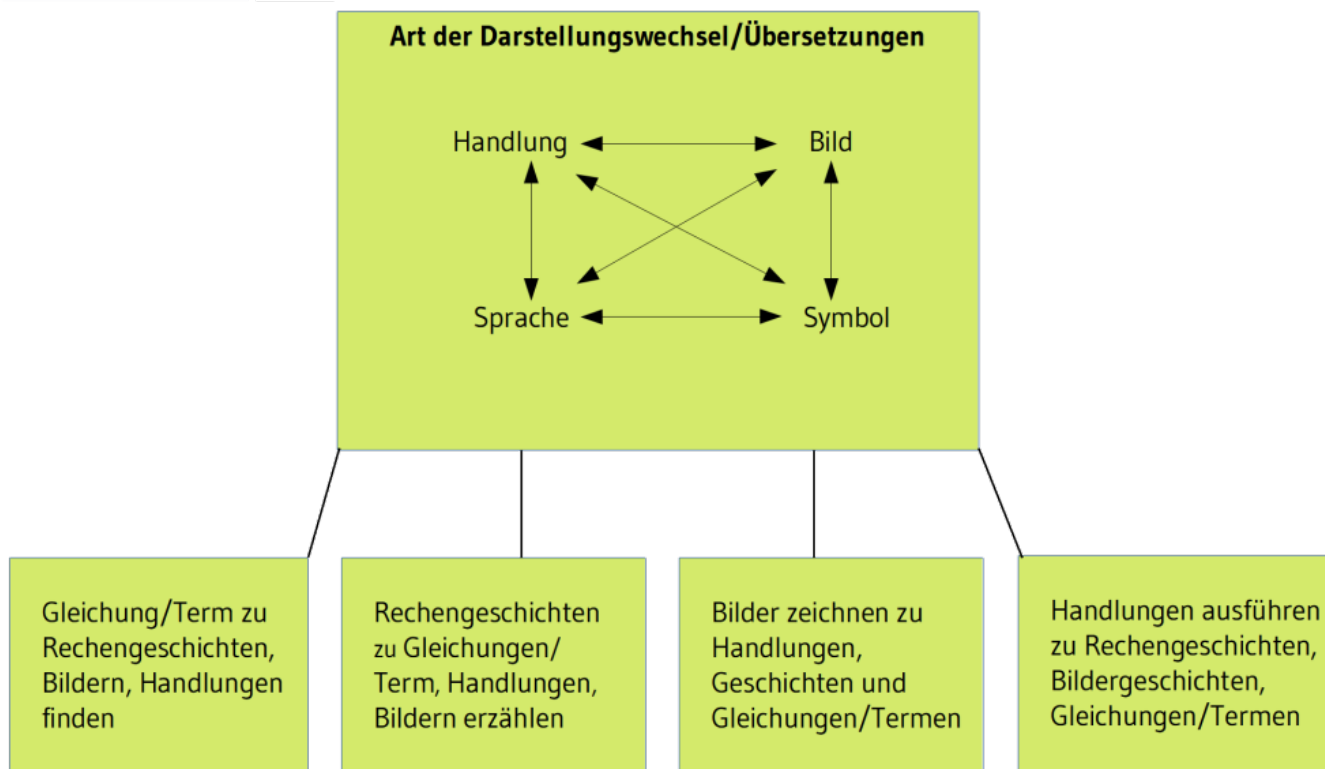 Art der Darstellungswechsel/Übersetzungen
Handlung
Bild
Sprache
Symbol
Gleichung/Term zu
Rechengeschichten,
Bildern, Handlungen
finden
Rechengeschichten
zu Gleichungen/
Term, Handlungen,
Bildern erzählen
Bilder zeichnen zu
Handlungen,
Geschichten und
Gleichungen/Termen
Handlungen ausführen
zu Rechengeschichten,
Bildergeschichten,
Gleichungen/Termen